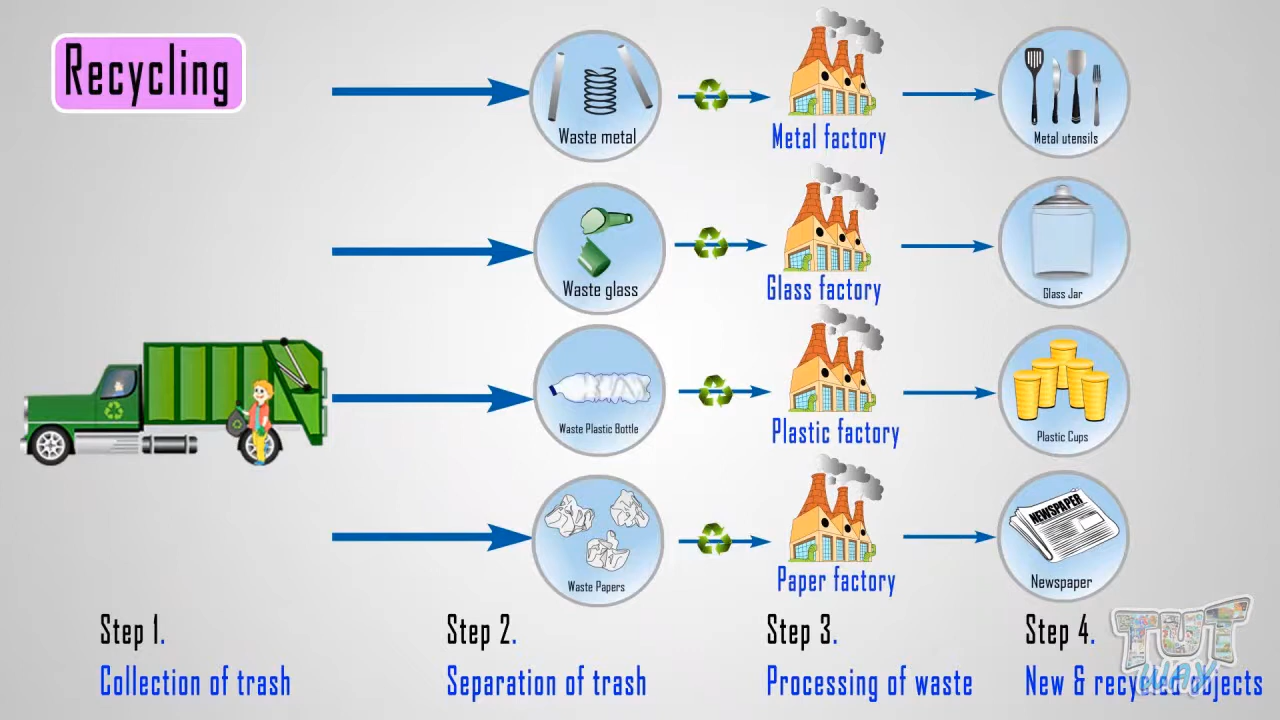 Recycling
Waste metal
Metal factory
Metal utensils
Waste glass
Glass factory
Glass Jar
Waste Plastic Bottle
Plastic factory
Plastic Cups
Waste Papers
Paper factory
NEWSPAPER
Newspaper
Step 1.
Collection of trash
Step 2.
Separation of trash
Step 3.
Processing of waste
Step 4.
New & recycled objects
TUT
WAY